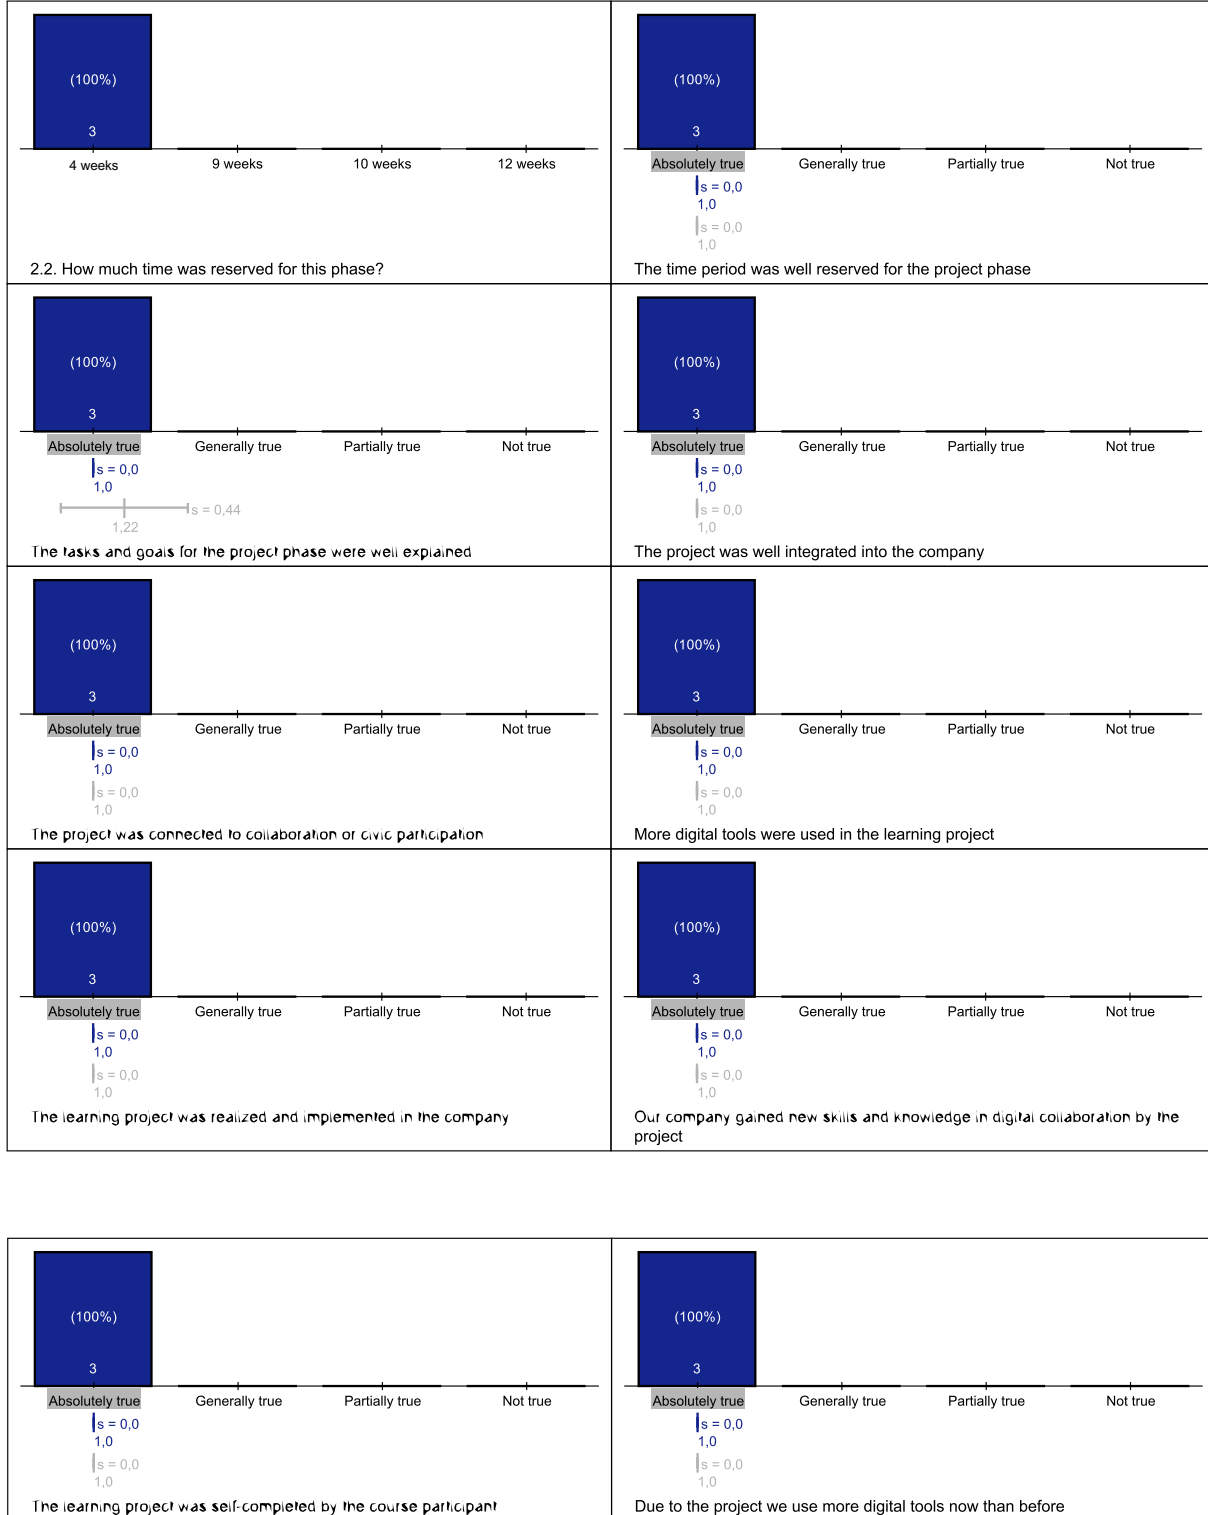 (100%)
3
4 weeks 9 weeks 10 weeks 12 weeks
2.2. How much time was reserved for this phase?
(100%)
3
Absolutely true Generally true Partially true Not true
s = 0,0
1,0
s = 0,0
1,0
The time period was well reserved for the project phase
(100%)
3
Absolutely true Generally true Partially true Not true
s = 0,0
1,0
s = 0,44
1,22
The tasks and goals for the project phase were well explained
(100%)
3
Absolutely true Generally true Partially true Not true
s = 0,0
1,0
s = 0,0
1,0
The project was well integrated into the company
(100%)
3
Absolutely true Generally true Partially true Not true
s = 0,0
1,0
s = 0,0
1,0
The project was connected to collaboration or civic participation
(100%)
3
Absolutely true Generally true Partially true Not true
s = 0,0
1,0
s = 0,0
1,0
More digital tools were used in the learning project
(100%)
3
Absolutely true Generally true Partially true Not true
s = 0,0
1,0
s = 0,0
1,0
The learning project was realized and implemented in the company
(100%)
3
Absolutely true Generally true Partially true Not true
s = 0,0
1,0
s = 0,0
1,0
Our company gained new skills and knowledge in digital collaboration by the
project
(100%)
3
Absolutely true Generally true Partially true Not true
s = 0,0
1,0
s = 0,0
1,0
The learning project was self-completed by the course participant
(100%)
3
Absolutely true Generally true Partially true Not true
s = 0,0
1,0
s = 0,0
1,0
Due to the project we use more digital tools now than before